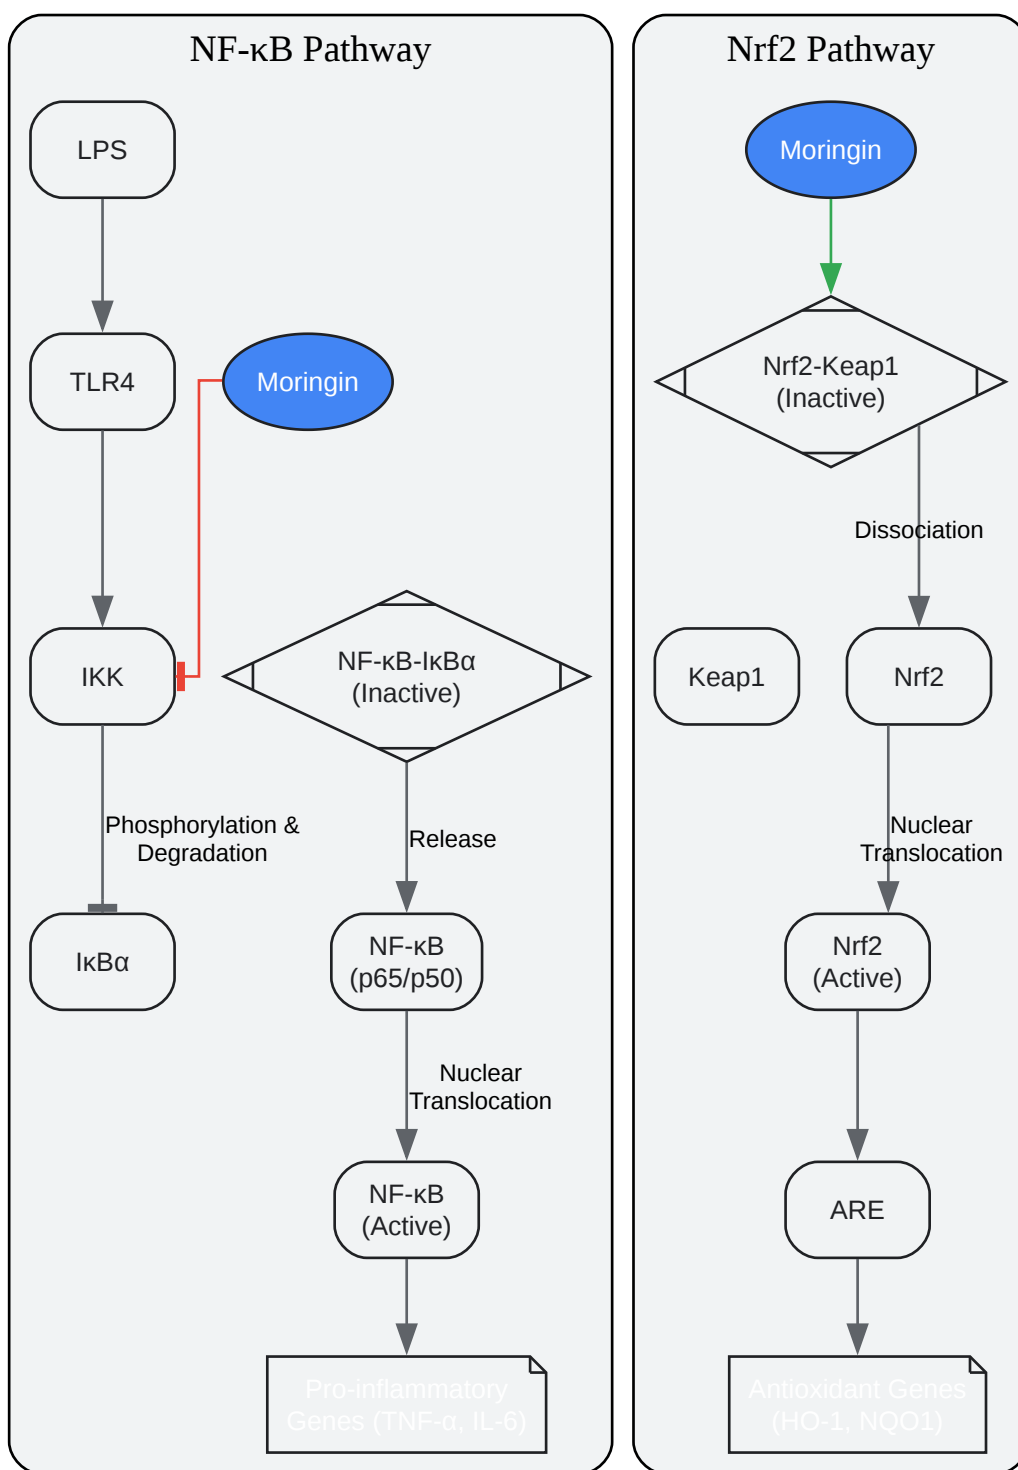 NF-κB Pathway
LPS
TLR4
Moringin
IKK
NF-κB-IκBα
(Inactive)
Phosphorylation &
Degradation
Release
IκBα
NF-κB
(p65/p50)
Nuclear
Translocation
NF-κB
(Active)
Pro-inflammatory
Genes (TNF-α, IL-6)
Nrf2 Pathway
Moringin
Nrf2-Keap1
(Inactive)
Dissociation
Keap1
Nrf2
Nuclear
Translocation
Nrf2
(Active)
ARE
Antioxidant Genes
(HO-1, NQO1)